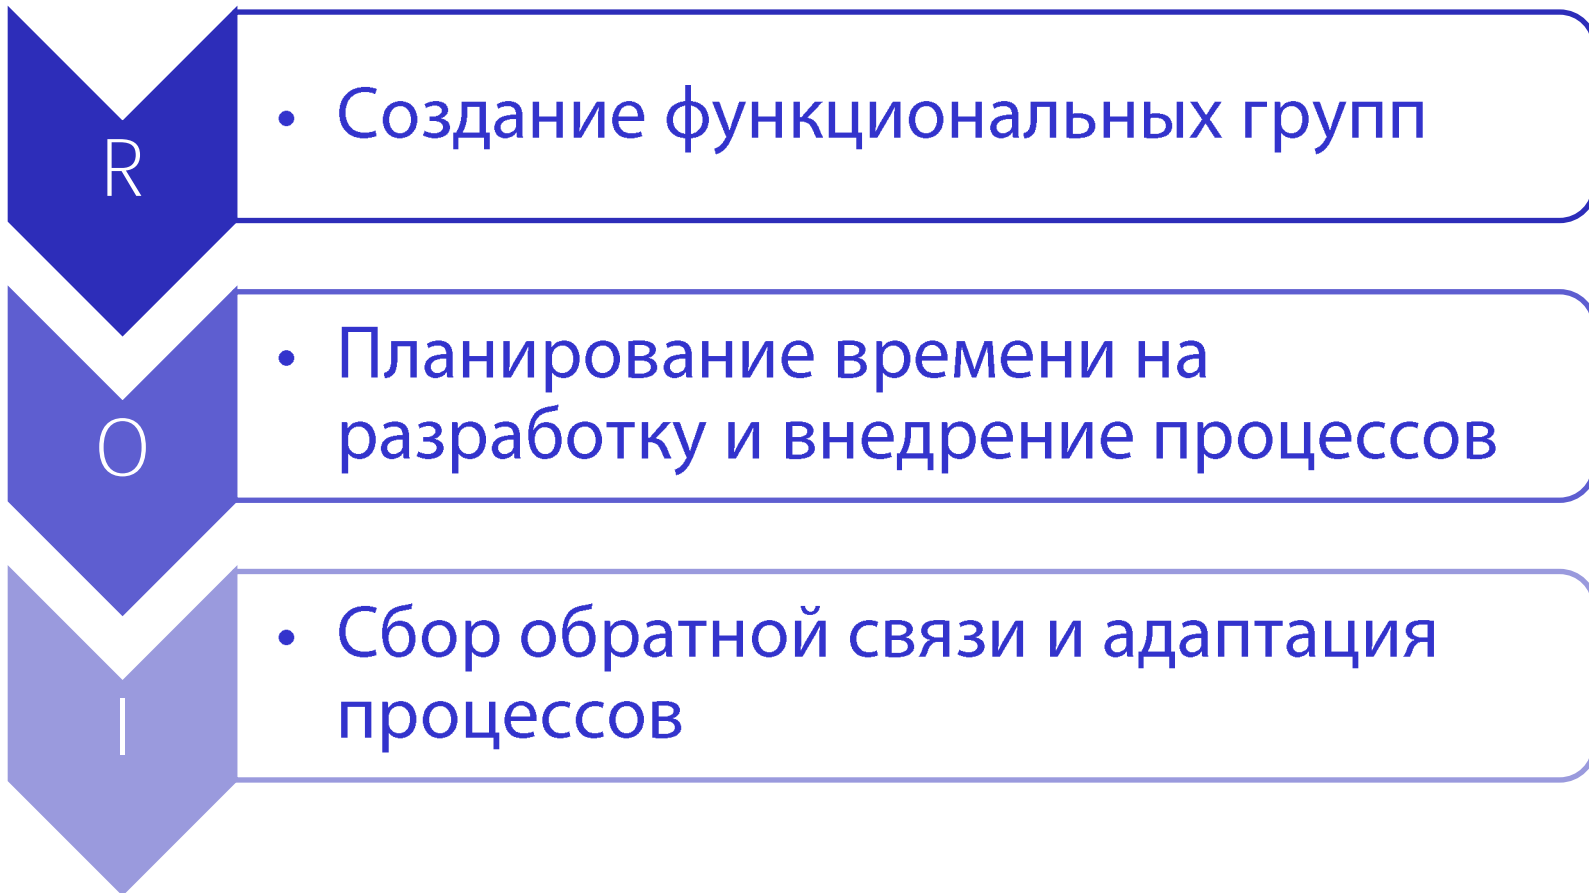 R
• Создание функциональных групп
O
• Планирование времени на
разработку и внедрение процессов
I
• Сбор обратной связи и адаптация
процессов